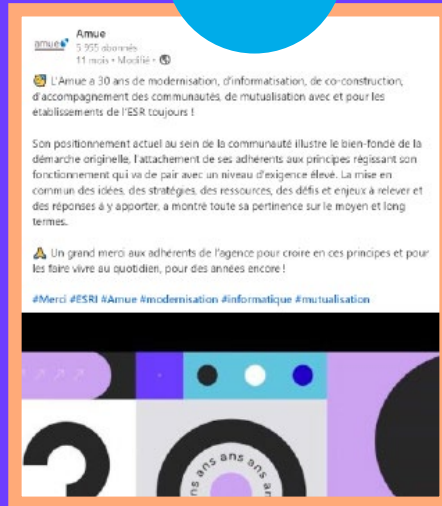 amue
Amue
5 955 abonnés
11 mois • Modifié •
L'Amue a 30 ans de modernisation, d'informatisation, de co-construction,
d'accompagnement des communautés, de mutualisation avec et pour les
établissements de l'ESR toujours !
Son positionnement actuel au sein de la communauté illustre le bien-fondé de la
démarche originelle, l'attachement de ses adhérents aux principes régissant son
fonctionnement qui va de pair avec un niveau d'exigence élevé. La mise en
commun des idées, des stratégies, des ressources, des défis et enjeux à relever et
des réponses à y apporter, a montré toute sa pertinence sur le moyen et long
termes.
Un grand merci aux adhérents de l'agence pour croire en ces principes et pour
les faire vivre au quotidien, pour des années encore !
#Merci #ESRI #Amue #modernisation #informatique #mutualisation
30
ans ans ans ans